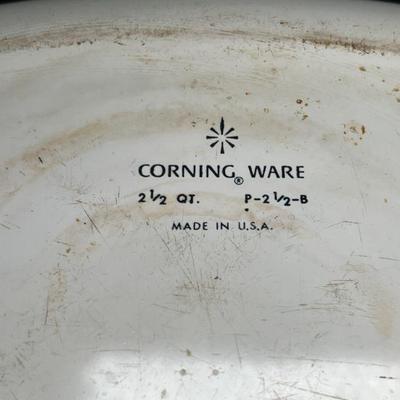 CORNING® WARE
2½ QT. P-2½-B
MADE IN U.S.A.